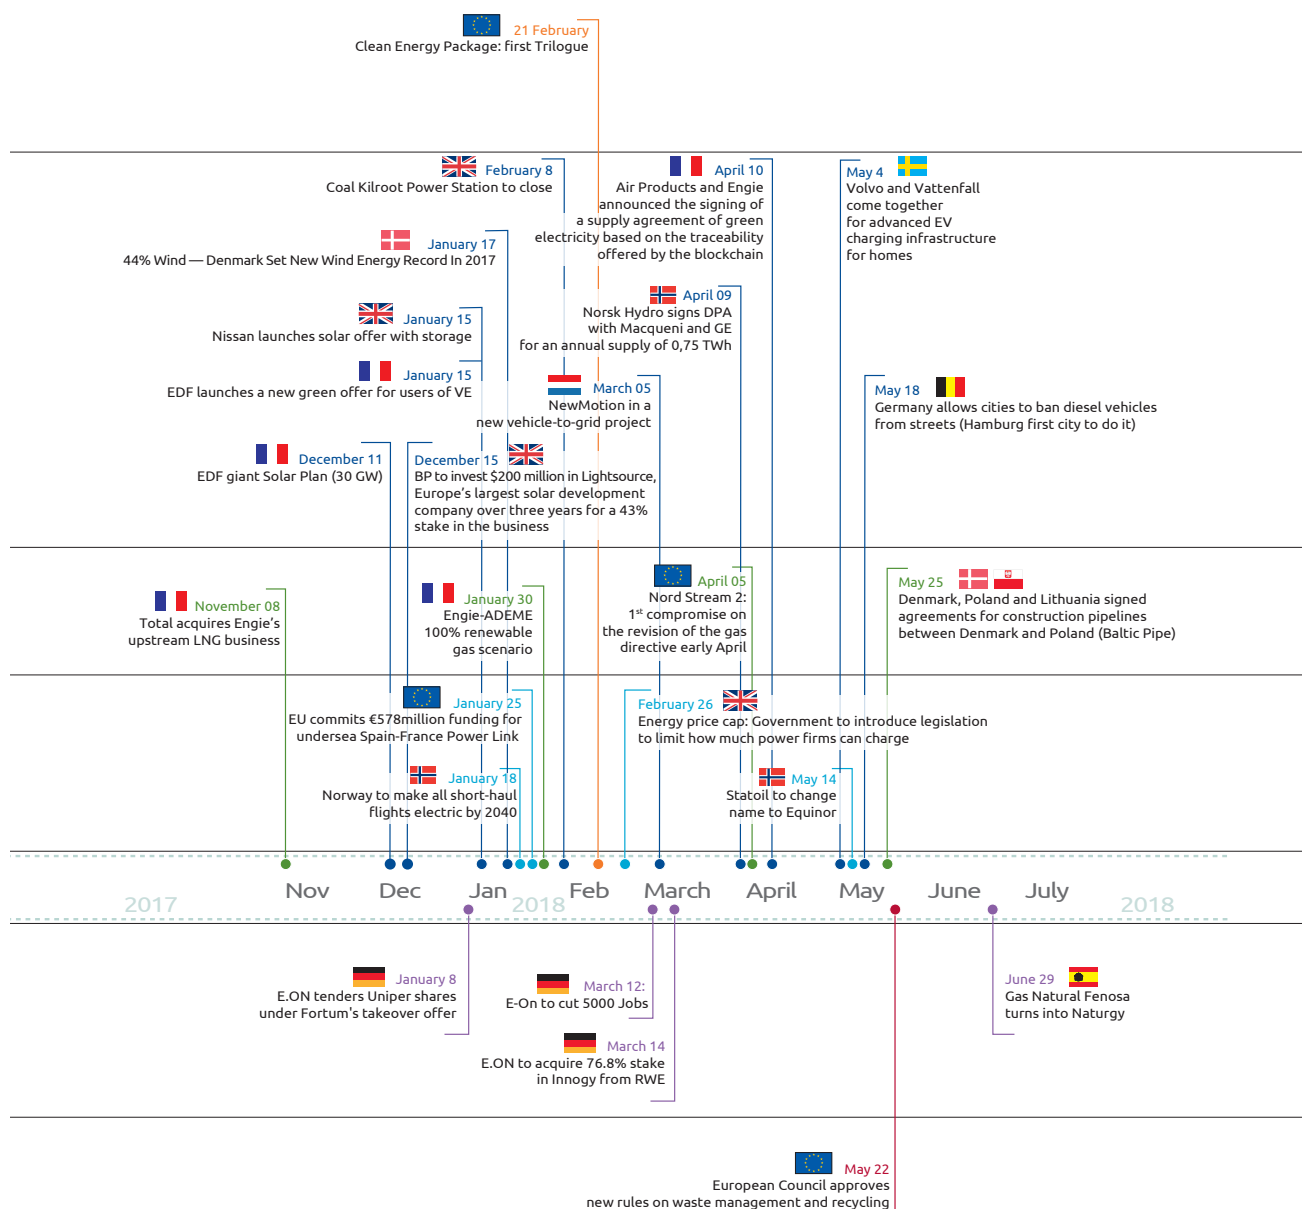 21 February
Clean Energy Package: first Trilogue
February 8
Coal Kilroot Power Station to close
April 10
Air Products and Engie
announced the signing of
a supply agreement of green
electricity based on the traceability
offered by the blockchain
May 4
Volvo and Vattenfall
come together
for advanced EV
charging infrastructure
for homes
January 17
44% Wind — Denmark Set New Wind Energy Record In 2017
April 09
Norsk Hydro signs DPA
with Macqueni and GE
for an annual supply of 0,75 TWh
January 15
Nissan launches solar offer with storage
January 15
EDF launches a new green offer for users of VE
March 05
NewMotion in a
new vehicle-to-grid project
May 18
Germany allows cities to ban diesel vehicles
from streets (Hamburg first city to do it)
December 11
EDF giant Solar Plan (30 GW)
December 15
BP to invest $200 million in Lightsource,
Europe's largest solar development
company over three years for a 43%
stake in the business
November 08
Total acquires Engie's
upstream LNG business
January 30
Engie-ADEME
100% renewable
gas scenario
April 05
Nord Stream 2:
1st compromise on
the revision of the gas
directive early April
May 25
Denmark, Poland and Lithuania signed
agreements for construction pipelines
between Denmark and Poland (Baltic Pipe)
January 25
EU commits €578million funding for
undersea Spain-France Power Link
February 26
Energy price cap: Government to introduce legislation
to limit how much power firms can charge
January 18
Norway to make all short-haul
flights electric by 2040
May 14
Statoil to change
name to Equinor
Nov Dec Jan Feb March April May June July
2017 2018 2018
January 8
E.ON tenders Uniper shares
under Fortum's takeover offer
March 12:
E-On to cut 5000 Jobs
March 14
E.ON to acquire 76.8% stake
in Innogy from RWE
June 29
Gas Natural Fenosa
turns into Naturgy
May 22
European Council approves
new rules on waste management and recycling